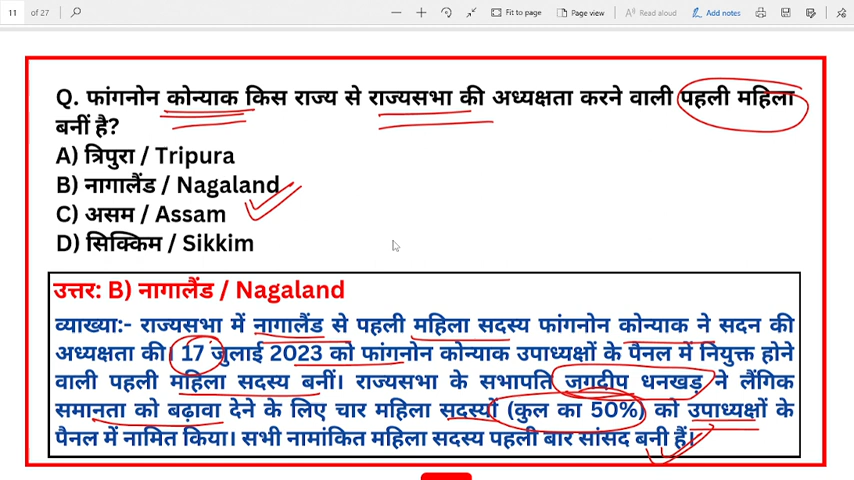 11 of 27 Fit to page Page view Read aloud Add notes
Q. फांगनोन कोन्याक किस राज्य से राज्यसभा की अध्यक्षता करने वाली पहली महिला
बनीं है?
A) त्रिपुरा / Tripura
B) नागालैंड / Nagaland
C) असम / Assam
D) सिक्किम / Sikkim
उत्तर: B) नागालैंड / Nagaland
व्याख्या:- राज्यसभा में नागालैंड से पहली महिला सदस्य फांगनोन कोन्याक ने सदन की
अध्यक्षता की। 17 जुलाई 2023 को फांगनोन कोन्याक उपाध्यक्षों के पैनल में नियुक्त होने
वाली पहली महिला सदस्य बनीं। राज्यसभा के सभापति जगदीप धनखड़ ने लैंगिक
समानता को बढ़ावा देने के लिए चार महिला सदस्यों (कुल का 50%) को उपाध्यक्षों के
पैनल में नामित किया। सभी नामांकित महिला सदस्य पहली बार सांसद बनी हैं।